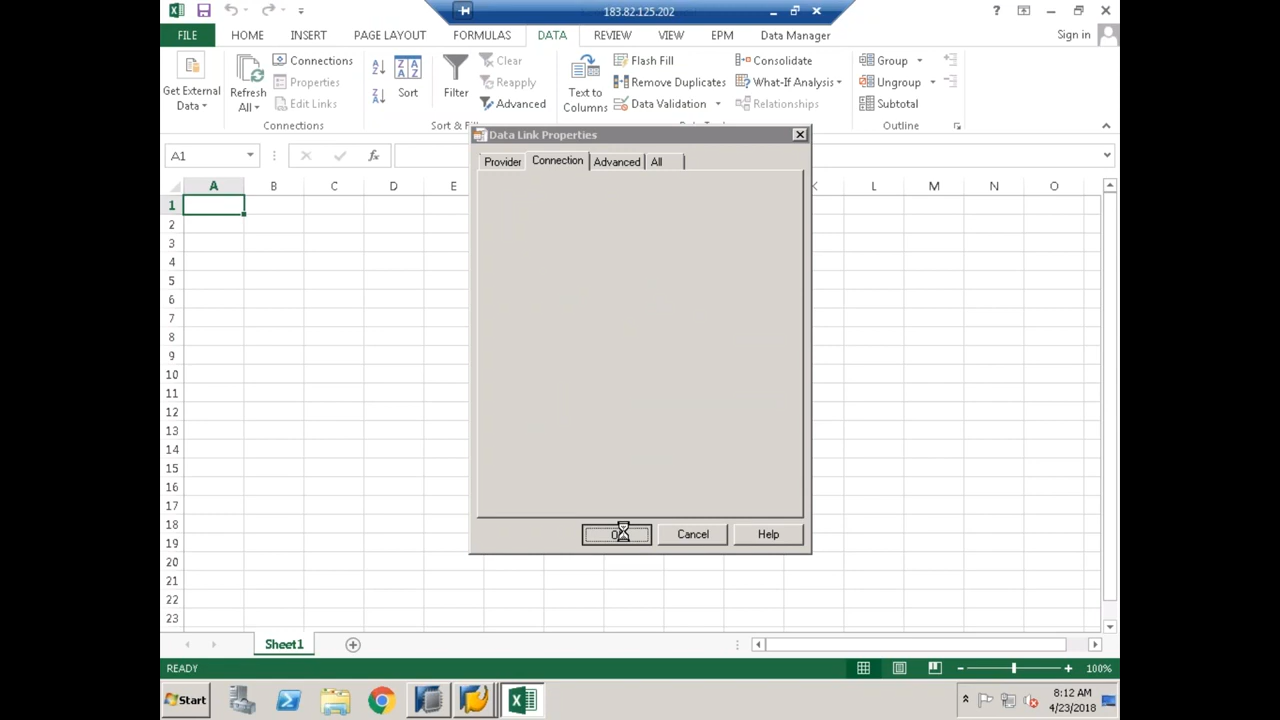 183.82.125.202
FILE HOME INSERT PAGE LAYOUT FORMULAS DATA REVIEW VIEW EPM Data Manager Sign in
Get External Data
Refresh All
Connections
Properties
Edit Links
Connections
Sort
Filter
Clear
Reapply
Advanced
Sort &
Text to Columns
Flash Fill
Remove Duplicates
Data Validation
Consolidate
What-If Analysis
Relationships
Group
Ungroup
Subtotal
Outline
A1
Data Link Properties
Provider Connection Advanced All
A B C D E K L M N O
1
2
3
4
5
6
7
8
9
10
11
12
13
14
15
16
17
18
19
20
21
22
23
Cancel Help
Sheet1
READY 100%
Start
8:12 AM
4/23/2018